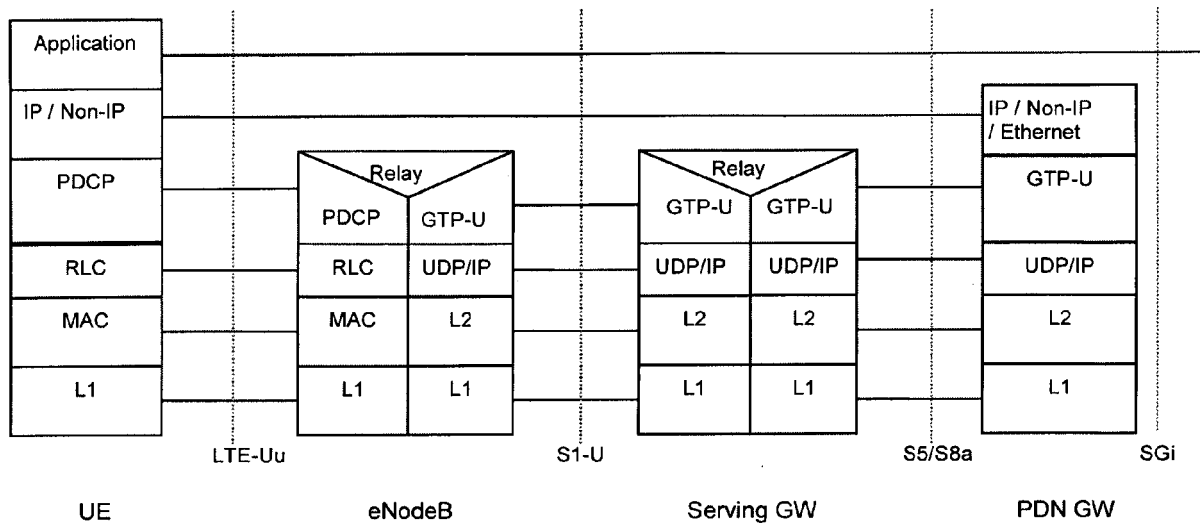 Application
IP / Non-IP
PDCP
RLC
MAC
L1
Relay
PDCP
GTP-U
RLC
UDP/IP
MAC
L2
L1
L1
Relay
GTP-U
GTP-U
UDP/IP
UDP/IP
L2
L2
L1
L1
IP / Non-IP
/ Ethernet
GTP-U
UDP/IP
L2
L1
LTE-Uu
S1-U
S5/S8a
SGi
UE
eNodeB
Serving GW
PDN GW